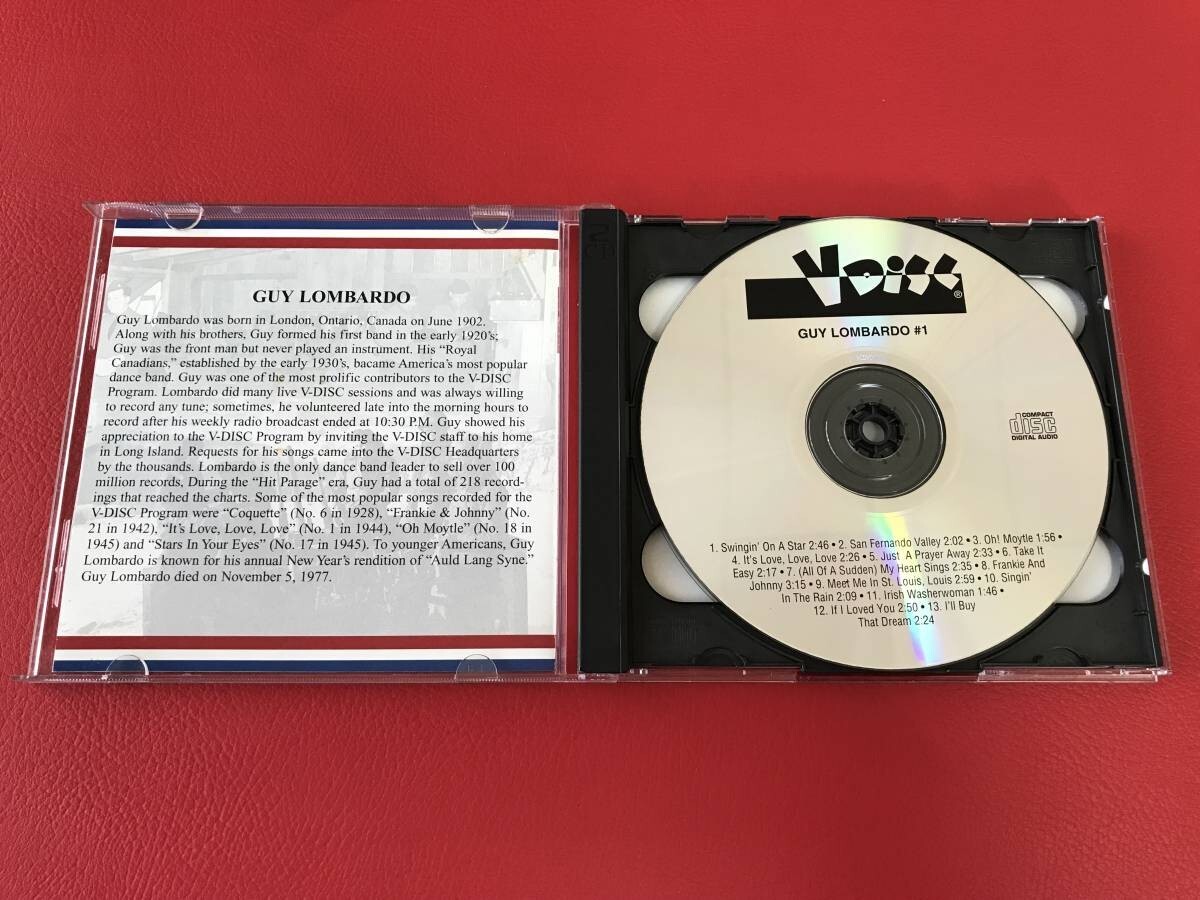 GUY LOMBARDO
Guy Lombardo was born in London, Ontario, Canada on June 1902.
Along with his brothers, Guy formed his first band in the early 1920's;
Guy was the front man but never played an instrument. His “Royal
Canadians,” established by the early 1930's, bacame America's most popular
dance band. Guy was one of the most prolific contributors to the V-DISC
Program. Lombardo did many live V-DISC sessions and was always willing
to record any tune; sometimes, he volunteered late into the morning hours to
record after his weekly radio broadcast ended at 10:30 P.M. Guy showed his
appreciation to the V-DISC Program by inviting the V-DISC staff to his home
in Long Island. Requests for his songs came into the V-DISC Headquarters
by the thousands. Lombardo is the only dance band leader to sell over 100
million records, During the “Hit Parage” era, Guy had a total of 218 record-
ings that reached the charts. Some of the most popular songs recorded for the
V-DISC Program were “Coquette” (No. 6 in 1928), “Frankie & Johnny” (No.
21 in 1942), “It's Love, Love, Love” (No. 1 in 1944), “Oh Moytle” (No. 18 in
1945) and “Stars In Your Eyes” (No. 17 in 1945). To younger Americans, Guy
Lombardo is known for his annual New Year's rendition of “Auld Lang Syne.”
Guy Lombardo died on November 5, 1977.
V DISC ®
GUY LOMBARDO #1
COMPACT
disc
DIGITAL AUDIO
1. Swingin' On A Star 2:46 • 2. San Fernando Valley 2:02 • 3. Oh! Moytle 1:56 •
4. It's Love, Love, Love 2:26 • 5. Just A Prayer Away 2:33 • 6. Take It
Easy 2:17 • 7. (All Of A Sudden) My Heart Sings 2:35 • 8. Frankie And
Johnny 3:15 • 9. Meet Me In St. Louis, Louis 2:59 • 10. Singin'
In The Rain 2:09 • 11. Irish Washerwoman 1:46 •
12. If I Loved You 2:50 • 13. I'll Buy
That Dream 2:24